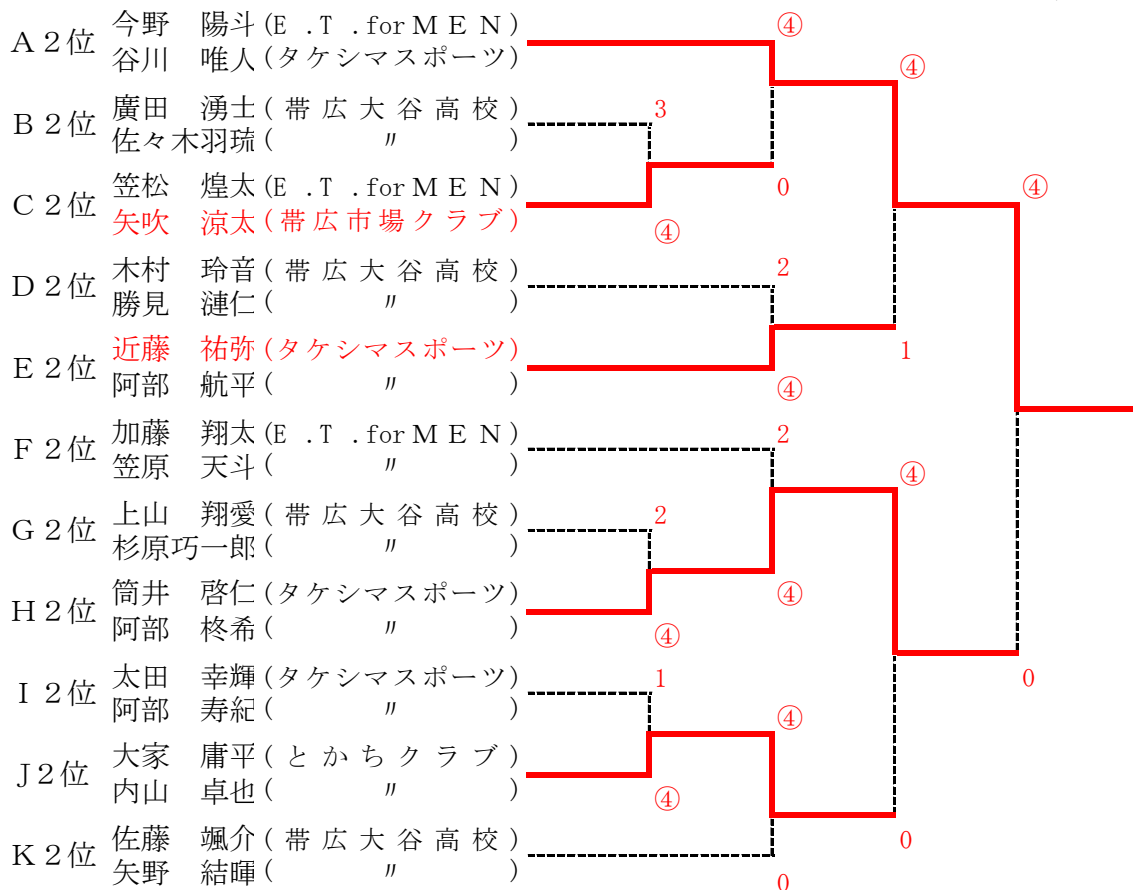 A2位 今野　陽斗(E.T.forMEN) ④
谷川　唯人(タケシマスポーツ) ④
B2位 廣田　湧士(帯広大谷高校) 3
佐々木羽琉(　〃　)
C2位 笠松　煌太(E.T.forMEN) 0 ④
矢吹　涼太(帯広市場クラブ) ④
D2位 木村　玲音(帯広大谷高校) 2
勝見　漣仁(　〃　)
E2位 近藤　祐弥(タケシマスポーツ) 1
阿部　航平(　〃　) ④
F2位 加藤　翔太(E.T.forMEN) 2
笠原　天斗(　〃　) ④
G2位 上山　翔愛(帯広大谷高校) 2
杉原巧一郎(　〃　)
H2位 筒井　啓仁(タケシマスポーツ) ④
阿部　柊希(　〃　) ④
I2位 太田　幸輝(タケシマスポーツ) 1 0
阿部　寿紀(　〃　) ④
J2位 大家　庸平(とかちクラブ)
内山　卓也(　〃　) ④
K2位 佐藤　颯介(帯広大谷高校) 0
矢野　結暉(　〃　) 0